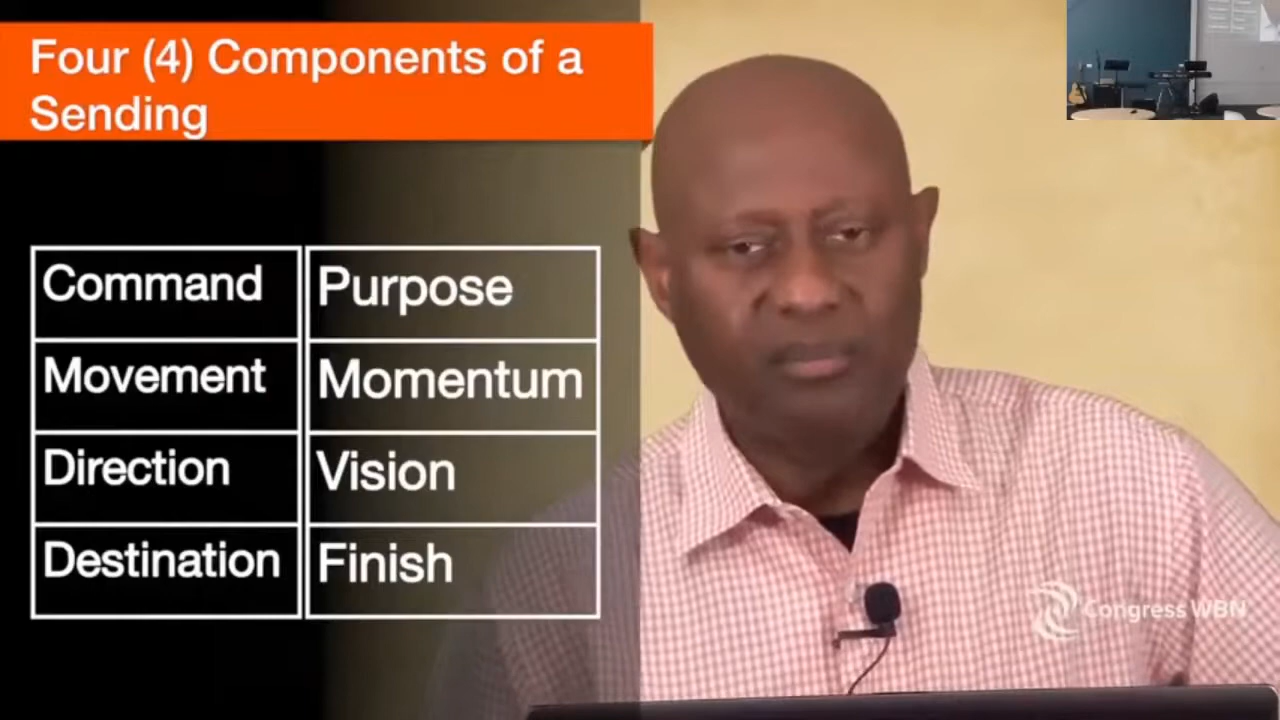 Four (4) Components of a
Sending
Command Purpose
Movement Momentum
Direction Vision
Destination Finish
Congress WBN